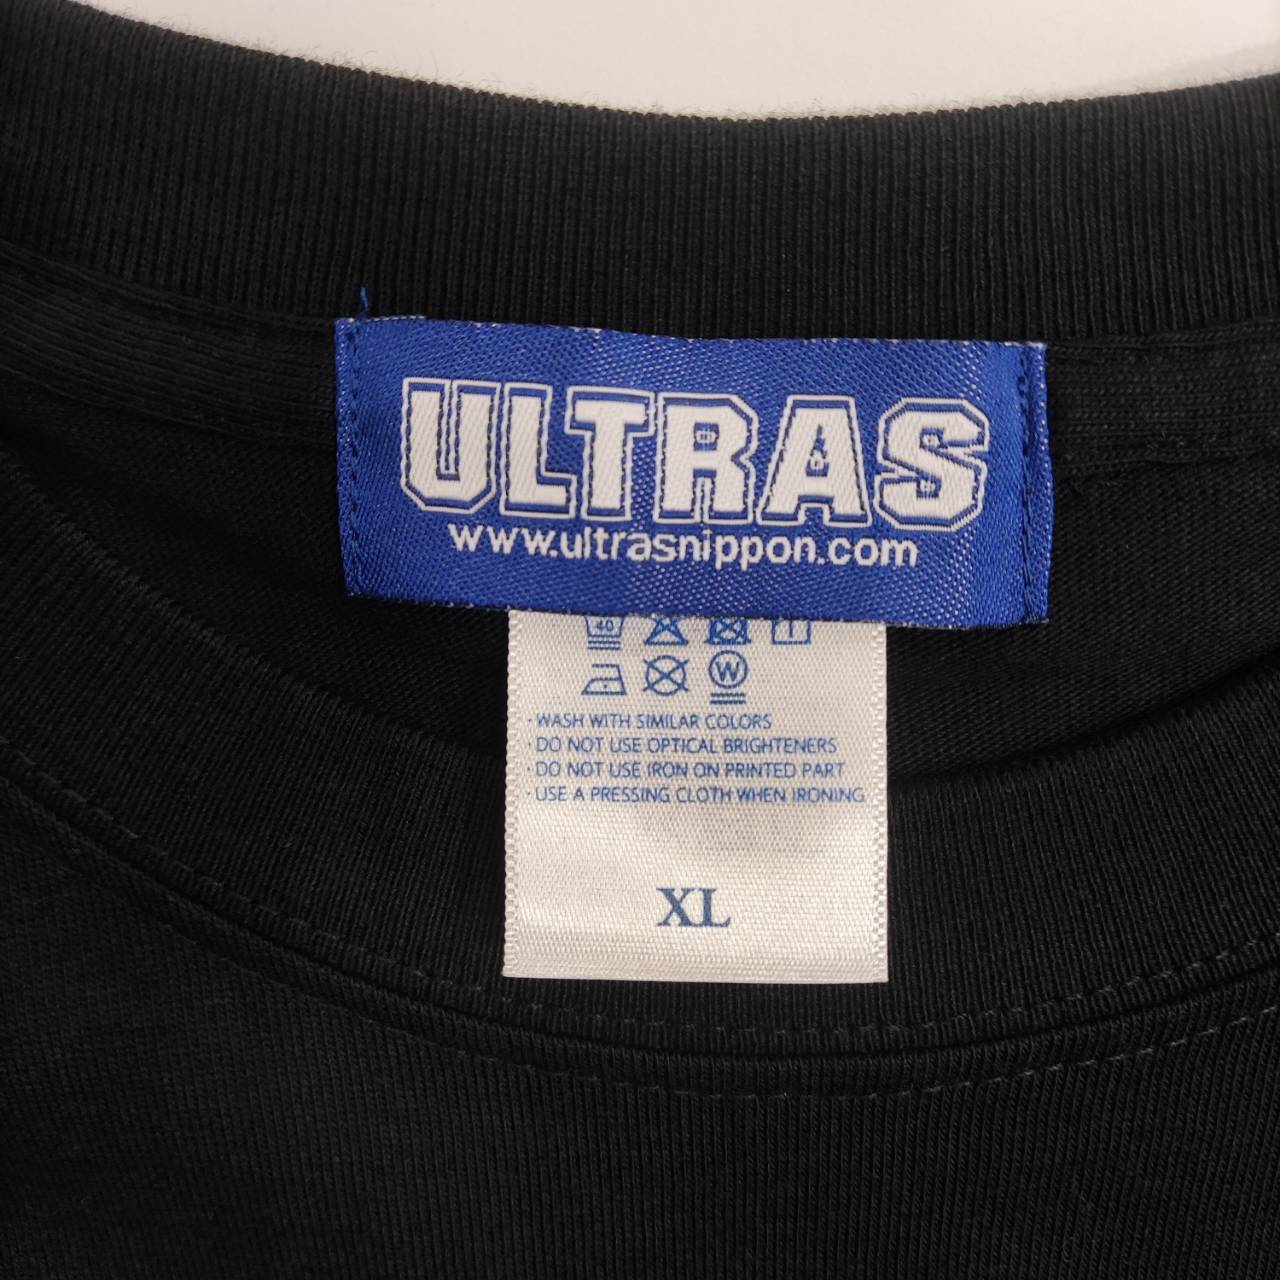 ULTRAS
www.ultrasnippon.com
40
W
· WASH WITH SIMILAR COLORS
· DO NOT USE OPTICAL BRIGHTENERS
· DO NOT USE IRON ON PRINTED PART
· USE A PRESSING CLOTH WHEN IRONING
XL